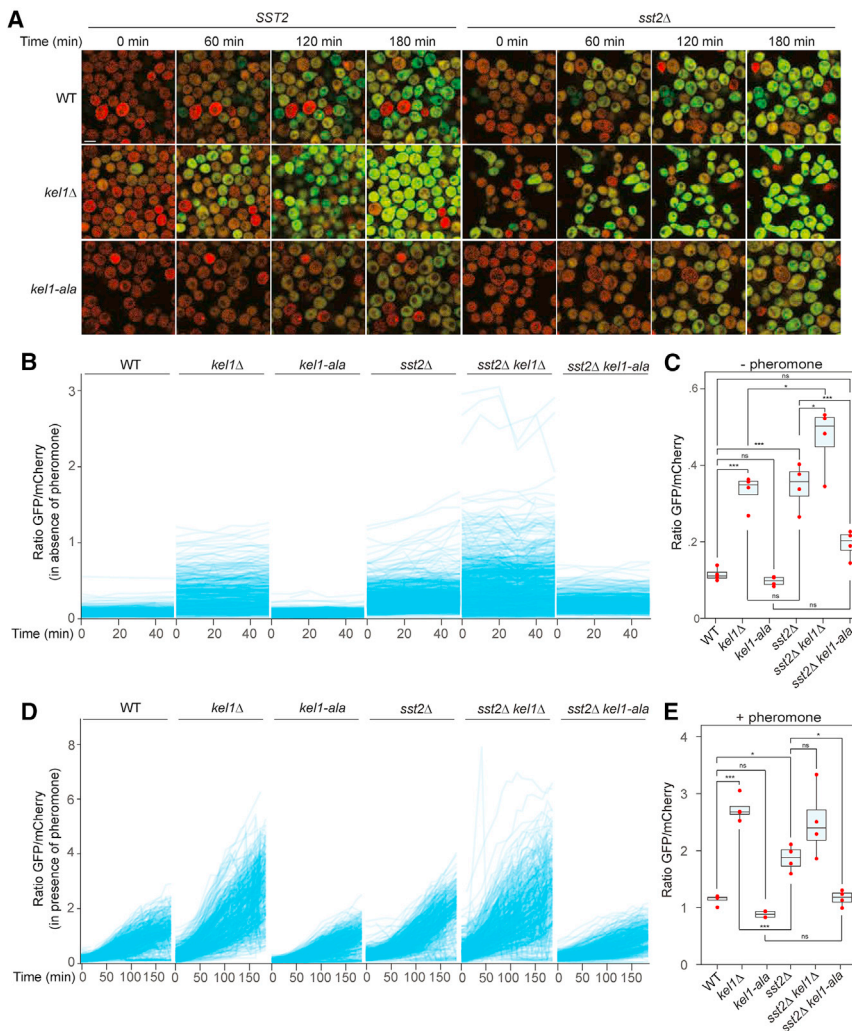 A
SST2 sst2Δ
Time (min) 0 min 60 min 120 min 180 min 0 min 60 min 120 min 180 min
WT
kel1Δ
kel1-ala
B
WT kel1Δ kel1-ala sst2Δ sst2Δ kel1Δ sst2Δ kel1-ala
Ratio GFP/mCherry
(in absence of pheromone)
3
2
1
0
Time (min) 0 20 40 0 20 40 0 20 40 0 20 40 0 20 40 0 20 40
C
- pheromone
Ratio GFP/mCherry
.6
.4
.2
0
ns
*
***
*
***
ns
***
ns
ns
WT kel1Δ kel1-ala sst2Δ sst2Δ kel1Δ sst2Δ kel1-ala
D
WT kel1Δ kel1-ala sst2Δ sst2Δ kel1Δ sst2Δ kel1-ala
Ratio GFP/mCherry
(in presence of pheromone)
8
6
4
2
0
Time (min) 0 50 100 150 0 50 100 150 0 50 100 150 0 50 100 150 0 50 100 150 0 50 100 150
E
+ pheromone
Ratio GFP/mCherry
4
3
2
1
0
*
*
ns
ns
***
***
ns
WT kel1Δ kel1-ala sst2Δ sst2Δ kel1Δ sst2Δ kel1-ala